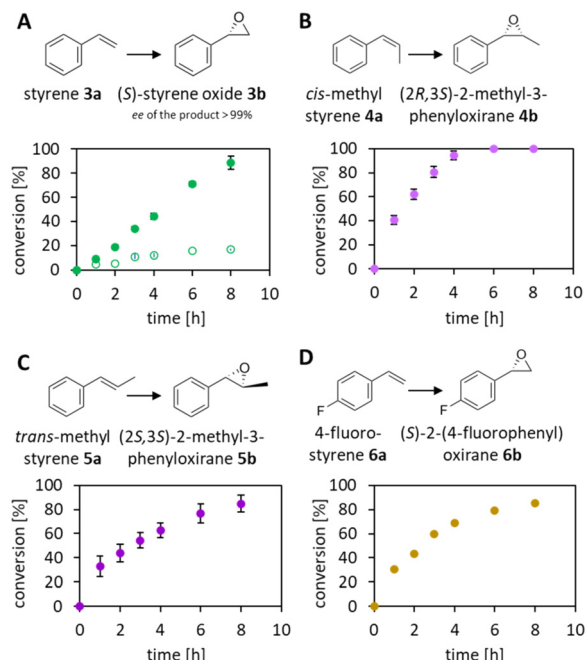 A
styrene 3a
(S)-styrene oxide 3b
ee of the product >99%
conversion [%]
100
80
60
40
20
0
0 2 4 6 8 10
time [h]
B
O
cis-methyl
styrene 4a
(2R,3S)-2-methyl-3-
phenyloxirane 4b
conversion [%]
100
80
60
40
20
0
0 2 4 6 8 10
time [h]
C
O
trans-methyl
styrene 5a
(2S,3S)-2-methyl-3-
phenyloxirane 5b
conversion [%]
100
80
60
40
20
0
0 2 4 6 8 10
time [h]
D
O
F
F
4-fluoro-
styrene 6a
(S)-2-(4-fluorophenyl)
oxirane 6b
conversion [%]
100
80
60
40
20
0
0 2 4 6 8 10
time [h]